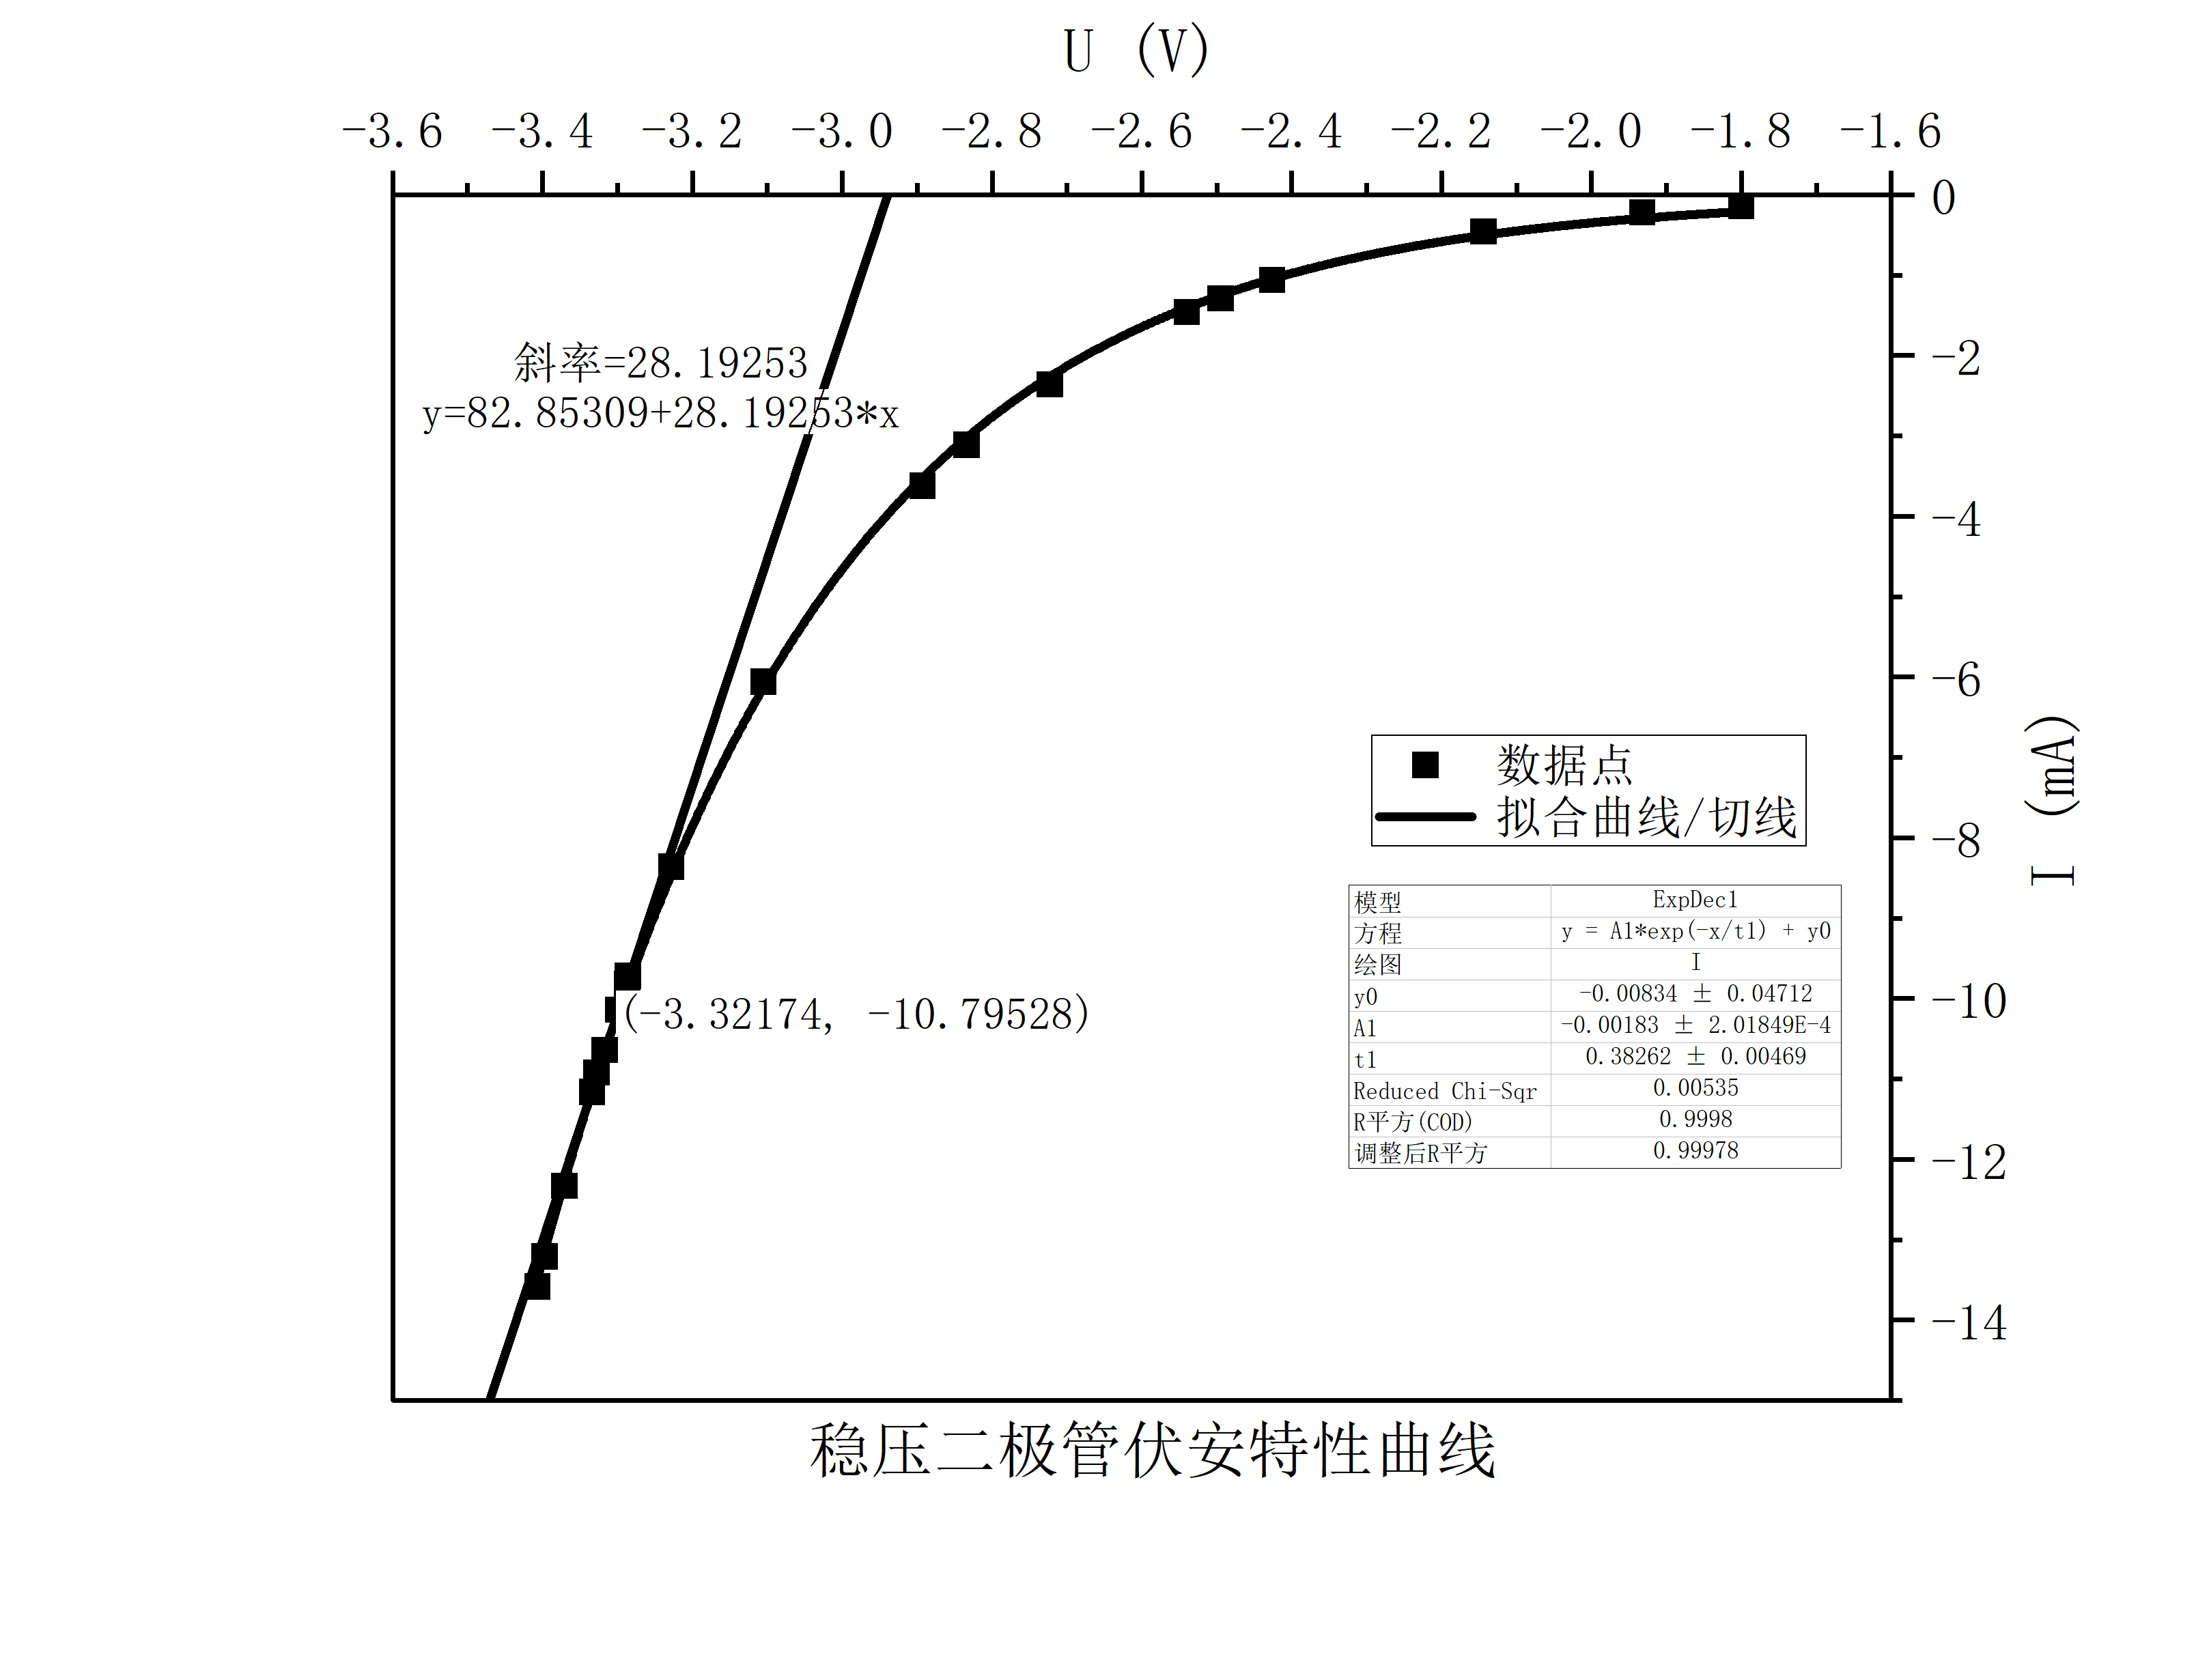 U (V)
-3.6 -3.4 -3.2 -3.0 -2.8 -2.6 -2.4 -2.2 -2.0 -1.8 -1.6
0
-2
-4
-6
-8
-10
-12
-14
I (mA)
斜率=28.19253
y=82.85309+28.19253*x
(-3.32174, -10.79528)
数据点
拟合曲线/切线
模型 ExpDec1
方程 y = A1*exp(-x/t1) + y0
绘图 I
y0 -0.00834 ± 0.04712
A1 -0.00183 ± 2.01849E-4
t1 0.38262 ± 0.00469
Reduced Chi-Sqr 0.00535
R平方(COD) 0.9998
调整后R平方 0.99978
稳压二极管伏安特性曲线